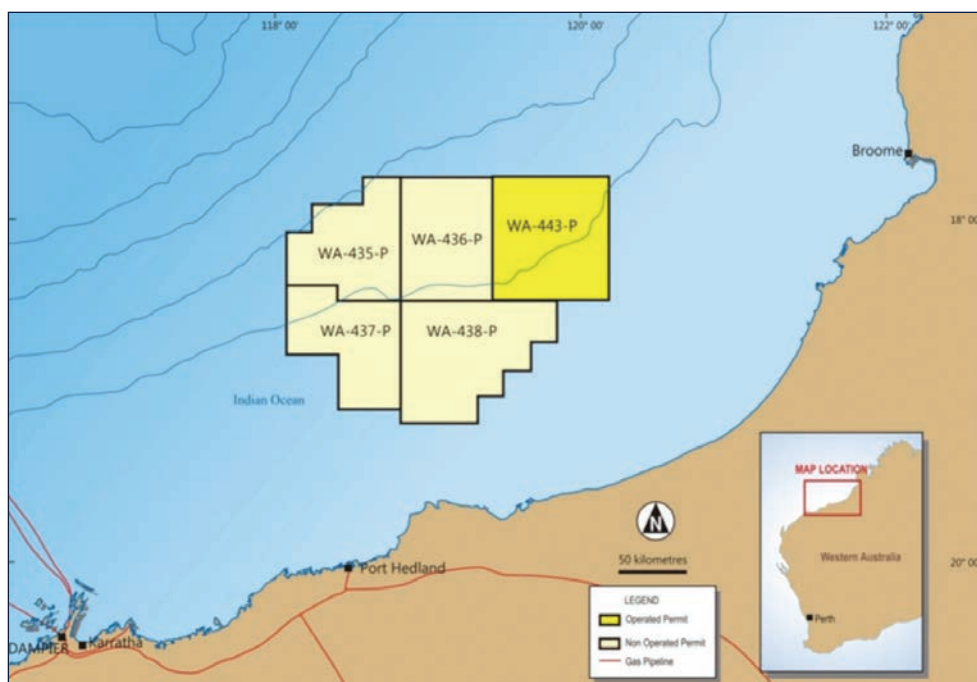 118° 00'
120° 00'
122° 00'
Broome
18° 00'
WA-443-P
WA-436-P
WA-435-P
WA-437-P
WA-438-P
Indian Ocean
MAP LOCATION
Western Australia
Perth
N
50 kilometres
20° 00'
Port Hedland
LEGEND
Operated Permit
Non Operated Permit
Gas Pipeline
DAMPIER
Karratha